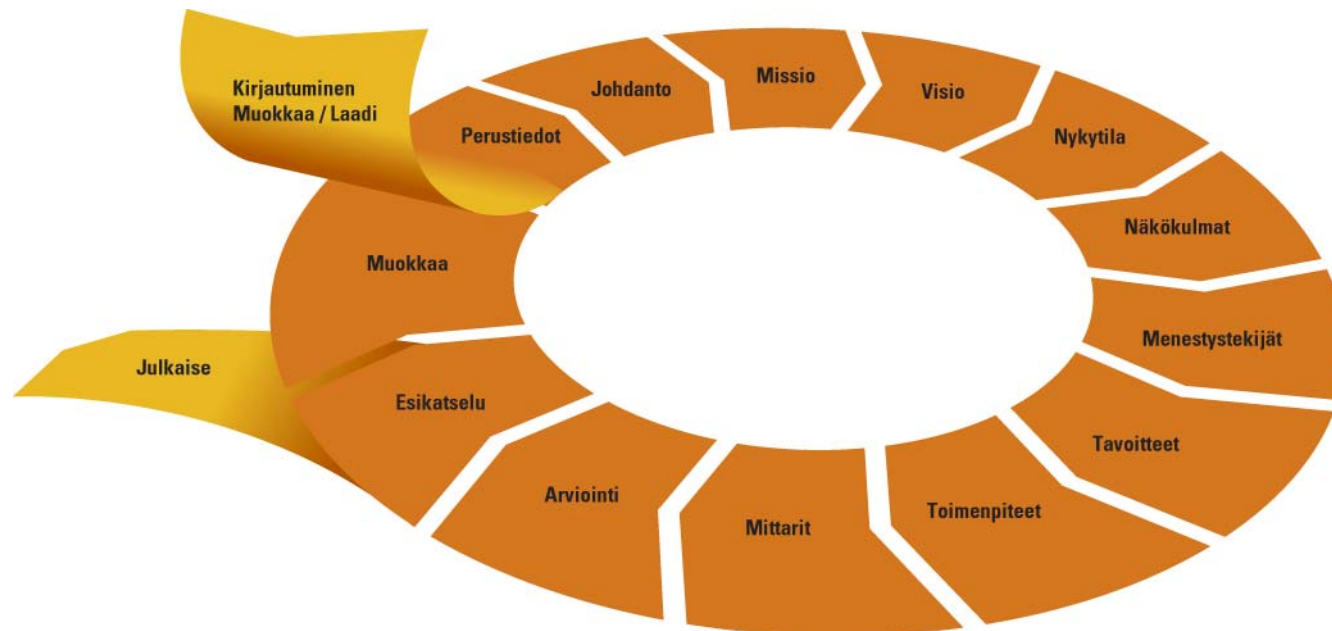 Kirjautuminen
Muokkaa / Laadi
Perustiedot
Johdanto
Missio
Visio
Nykytila
Näkökulmat
Menestystekijät
Tavoitteet
Toimenpiteet
Mittarit
Arviointi
Esikatselu
Muokkaa
Julkaise